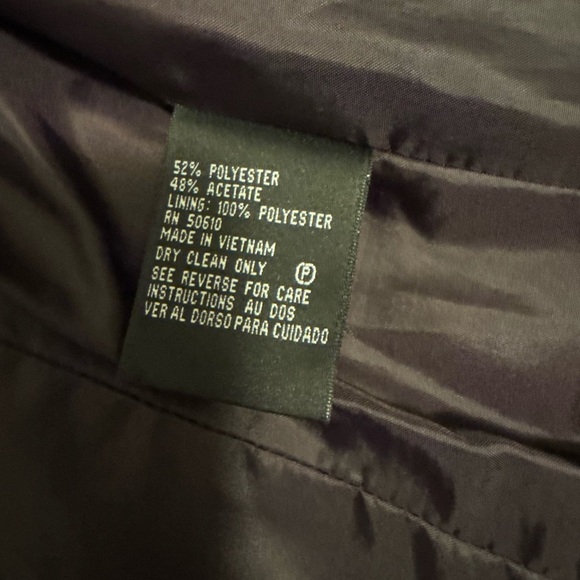 52% POLYESTER
48% ACETATE
LINING: 100% POLYESTER
RN 50610
MADE IN VIETNAM
DRY CLEAN ONLY Ⓟ
SEE REVERSE FOR CARE
INSTRUCTIONS AU DOS
VER AL DORSO PARA CUIDADO